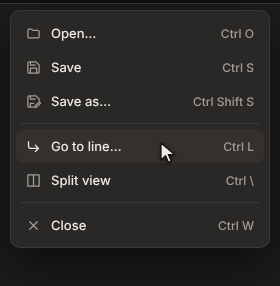 Open... Ctrl O
Save Ctrl S
Save as... Ctrl Shift S
Go to line... Ctrl L
Split view Ctrl \
Close Ctrl W